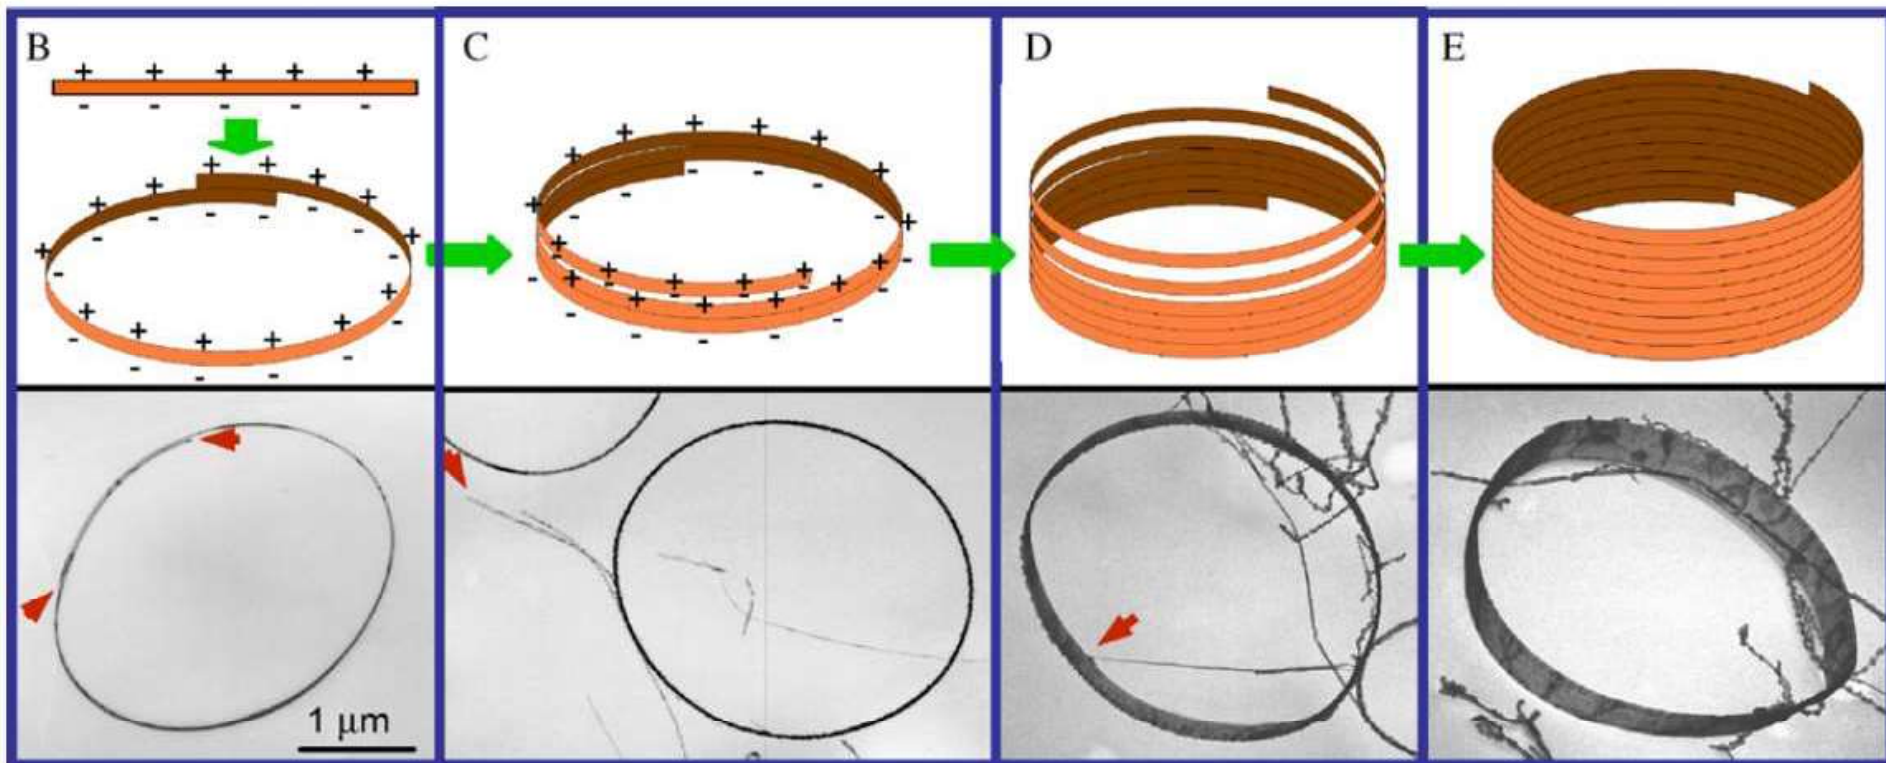 B
C
D
E
+ + + + +
- - - - -
1 µm